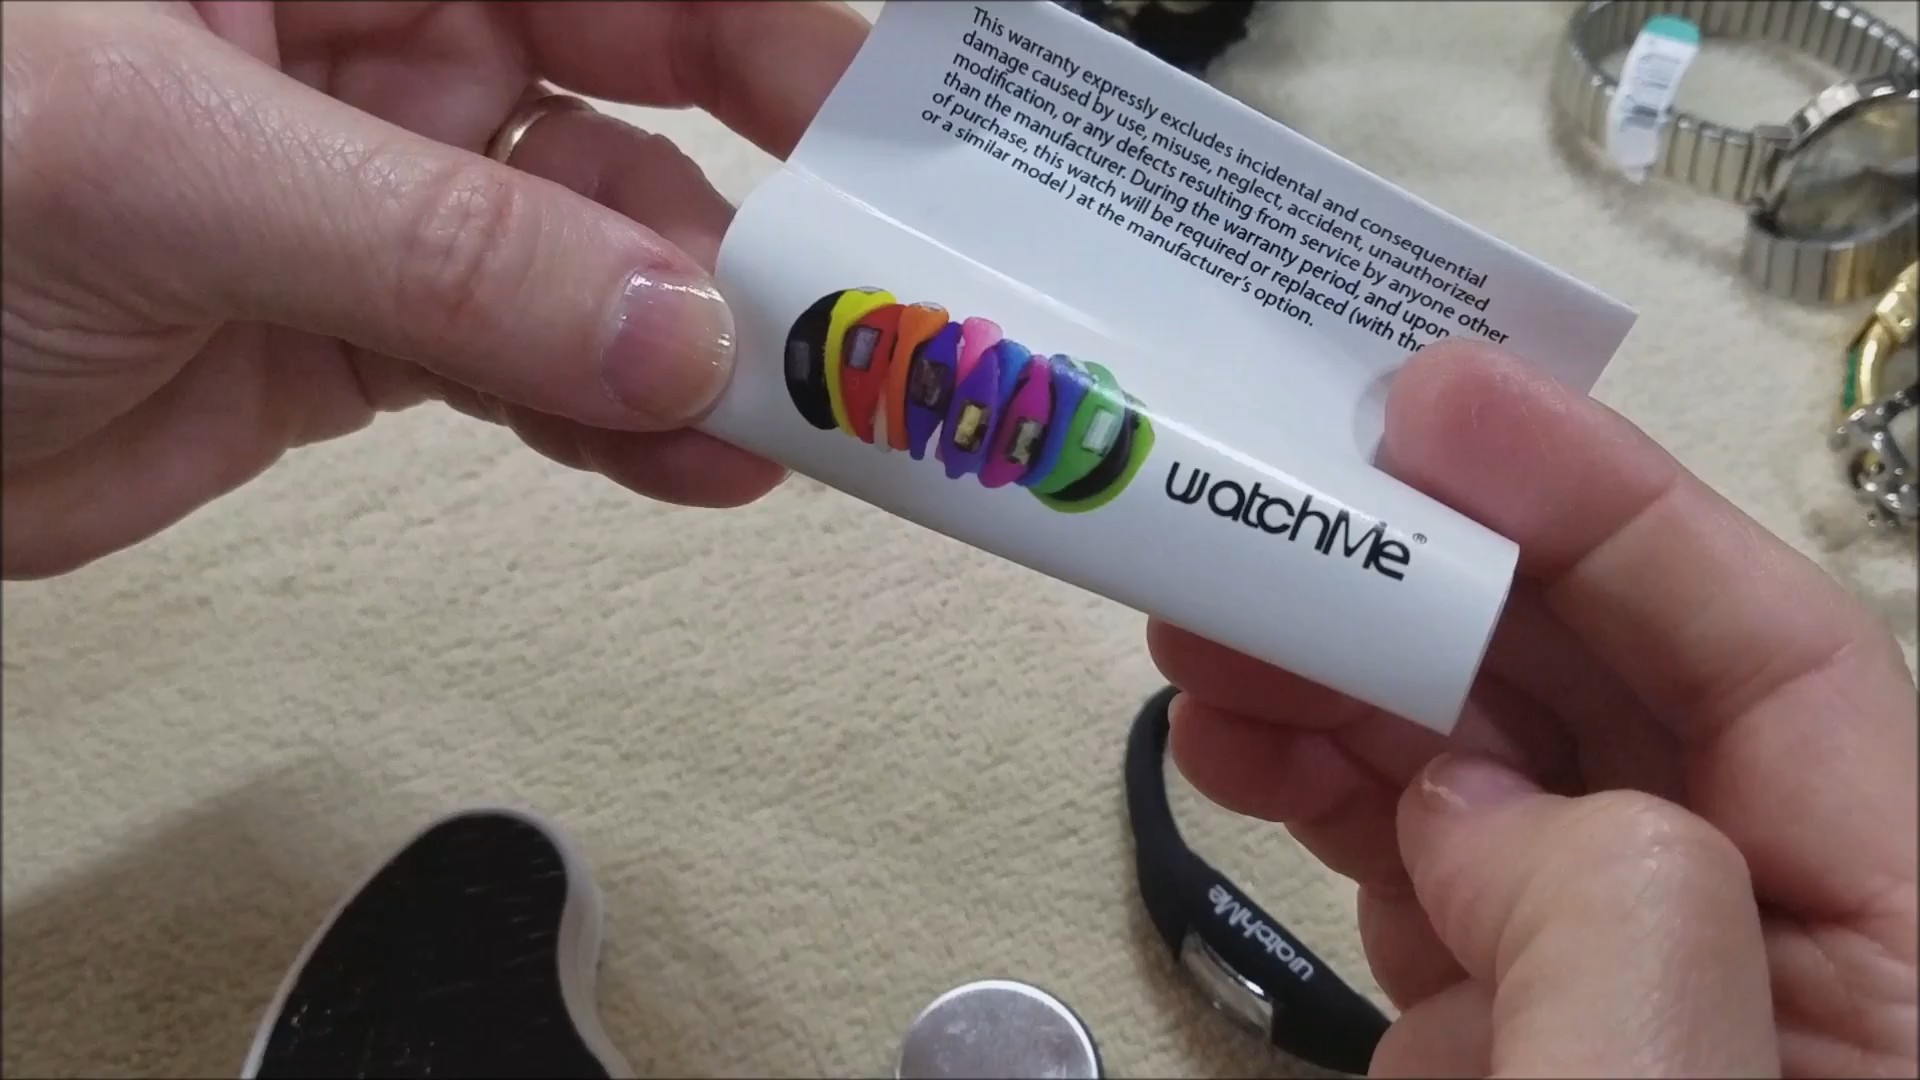 This warranty expressly excludes incidental and consequential
damage caused by use, misuse, neglect, accident, unauthorized
modification, or any defects resulting from service by anyone other
than the manufacturer. During the warranty period, and upon
of purchase, this watch will be required or replaced (with the
or a similar model ) at the manufacturer's option.
watchMe®
watchMe